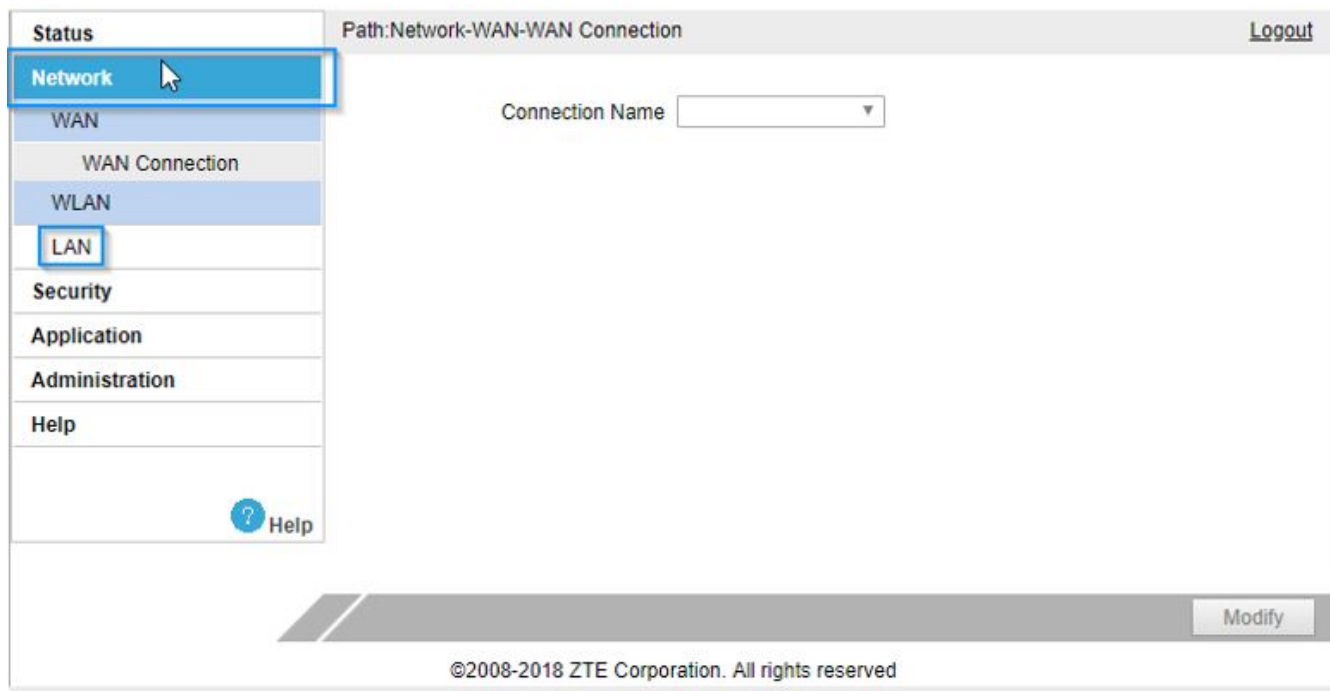 Status
Path:Network-WAN-WAN Connection
Logout
Network
Connection Name
WAN
WAN Connection
WLAN
LAN
Security
Application
Administration
Help
? Help
Modify
©2008-2018 ZTE Corporation. All rights reserved